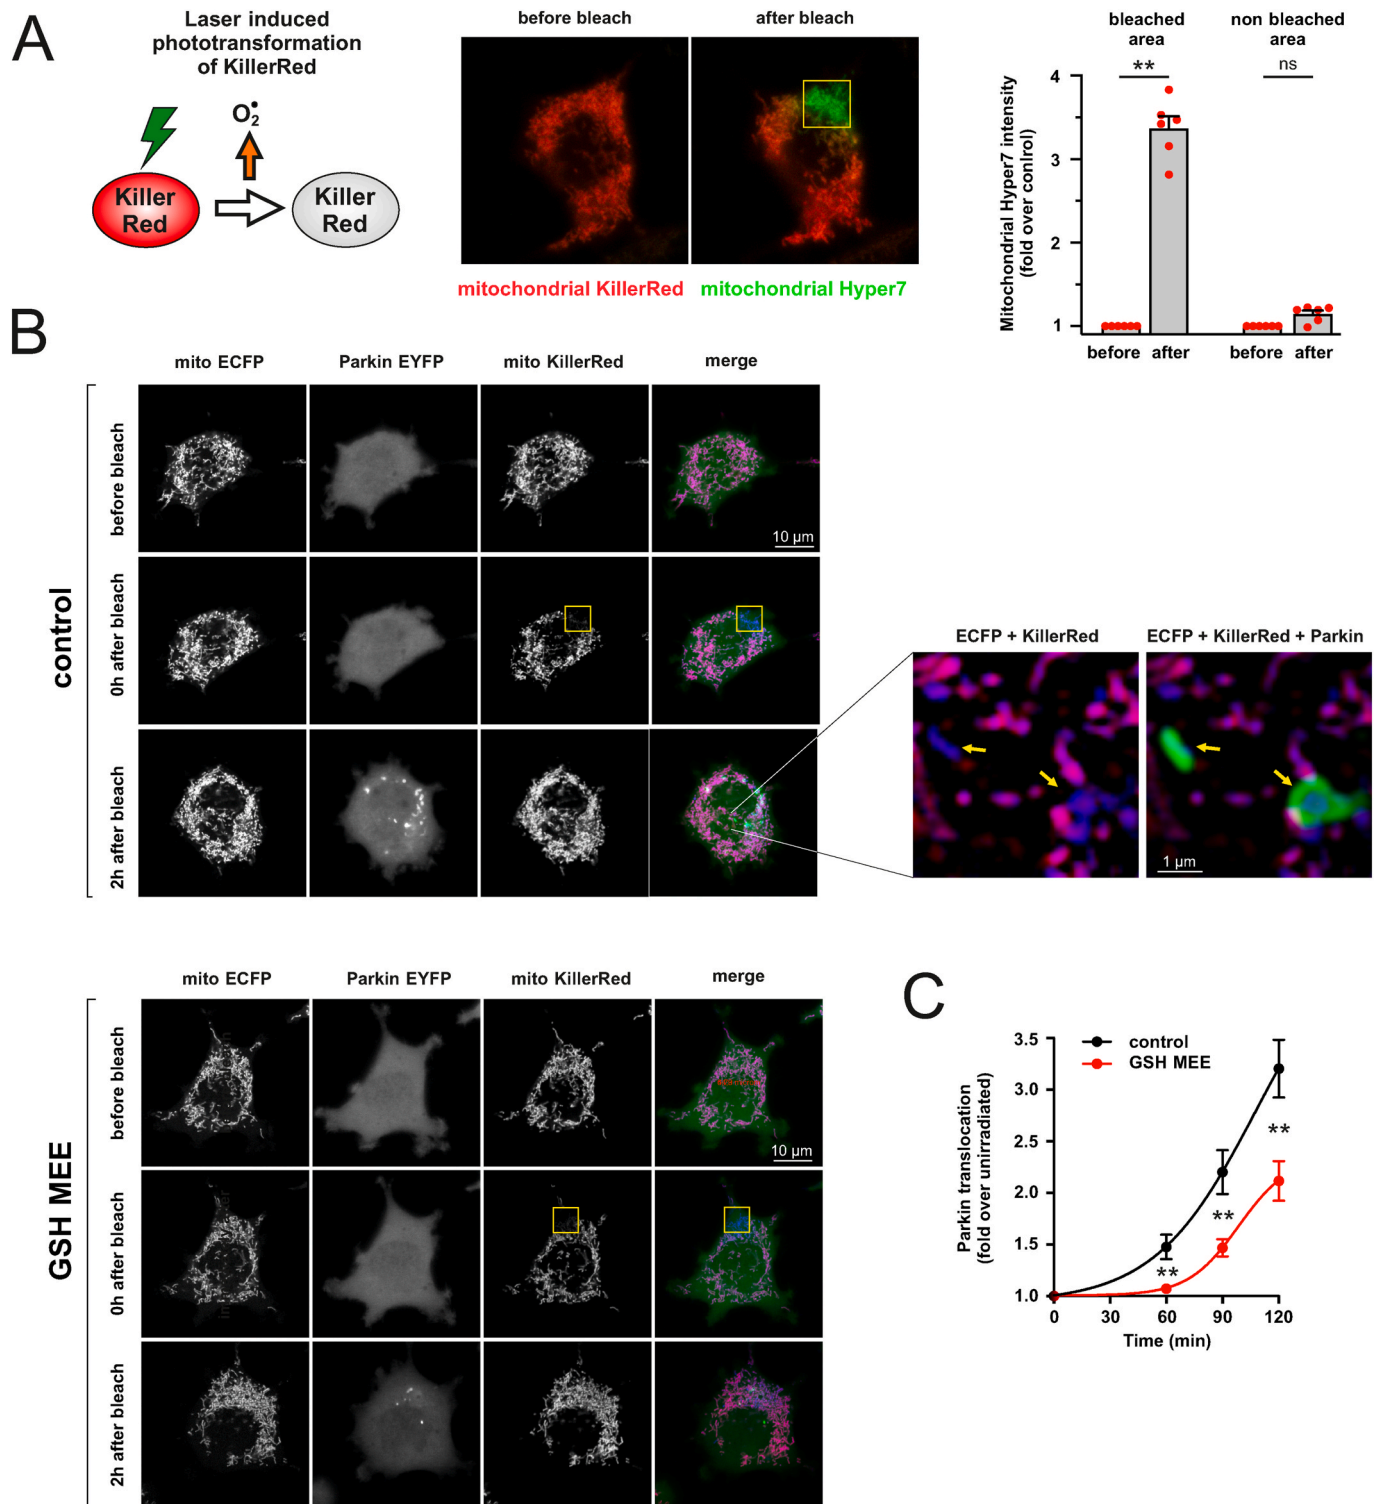 A
Laser induced
phototransformation
of KillerRed
O2•
Killer
Red
Killer
Red
before bleach
after bleach
mitochondrial KillerRed
mitochondrial Hyper7
bleached
area
non bleached
area
**
ns
Mitochondrial Hyper7 intensity
(fold over control)
4
3
2
1
before
after
before
after
B
control
mito ECFP
Parkin EYFP
mito KillerRed
merge
before bleach
10 µm
0h after bleach
2h after bleach
ECFP + KillerRed
ECFP + KillerRed + Parkin
1 µm
GSH MEE
mito ECFP
Parkin EYFP
mito KillerRed
merge
before bleach
10 µm
0h after bleach
2h after bleach
C
Parkin translocation
(fold over unirradiated)
3.5
3.0
2.5
2.0
1.5
1.0
control
GSH MEE
**
**
**
0
30
60
90
120
Time (min)